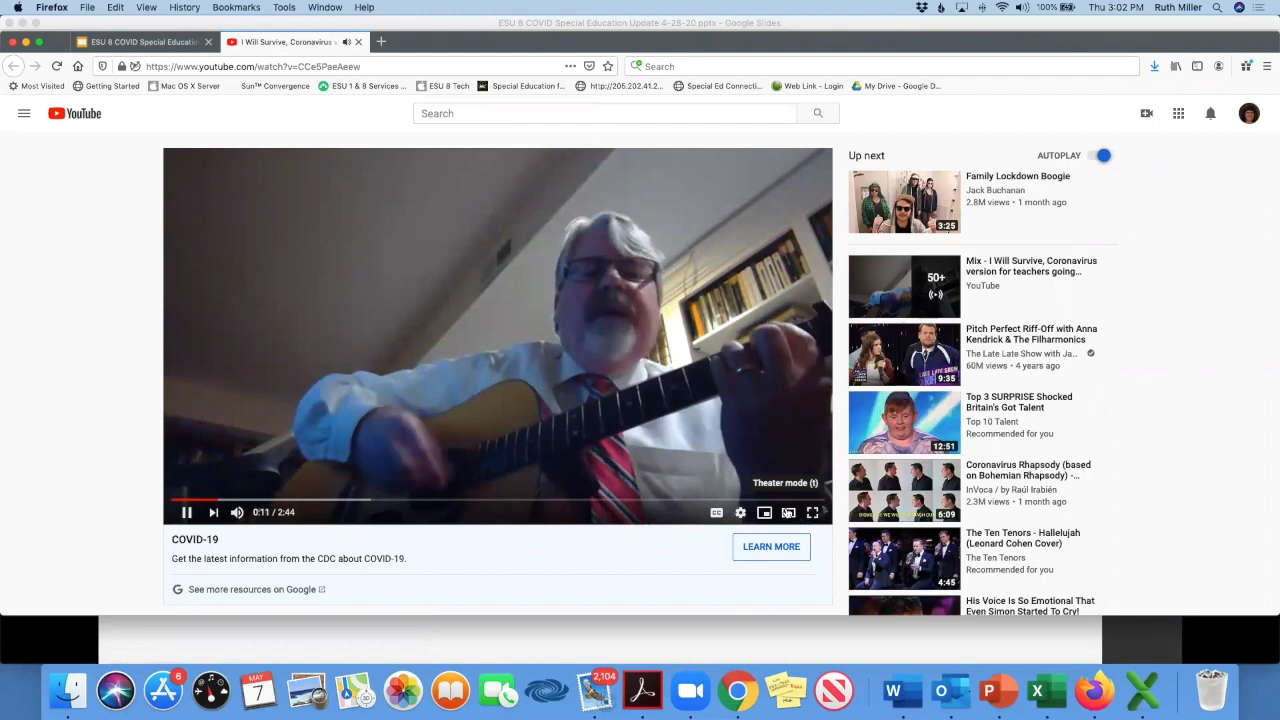 Firefox File Edit View History Bookmarks Tools Window Help 100% Thu 3:02 PM Ruth Miller
ESU 8 COVID Special Education Update 4-28-20.pptx - Google Slides
ESU 8 COVID Special Educatio
I Will Survive, Coronavirus v
https://www.youtube.com/watch?v=CCe5PaeAeew
Search
Most Visited Getting Started Mac OS X Server Sun™ Convergence ESU 1 & 8 Services ... ESU 8 Tech Special Education f... http://205.202.41.2... Special Ed Connecti... Web Link - Login My Drive - Google D...
YouTube
Search
Up next
AUTOPLAY
Family Lockdown Boogie
Jack Buchanan
2.8M views • 1 month ago
3:25
Mix - I Will Survive, Coronavirus
version for teachers going...
YouTube
50+
Pitch Perfect Riff-Off with Anna
Kendrick & The Filharmonics
The Late Late Show with Ja...
60M views • 4 years ago
9:35
Top 3 SURPRISE Shocked
Britain's Got Talent
Top 10 Talent
Recommended for you
12:51
Coronavirus Rhapsody (based
on Bohemian Rhapsody) -...
InVoca / by Raúl Irabién
2.3M views • 1 month ago
6:09
The Ten Tenors - Hallelujah
(Leonard Cohen Cover)
The Ten Tenors
Recommended for you
4:45
His Voice Is So Emotional That
Even Simon Started To Cry!
Theater mode (t)
0:11 / 2:44
COVID-19
Get the latest information from the CDC about COVID-19.
LEARN MORE
See more resources on Google
6
MAY
7
3D
2,104
W
O
P
X